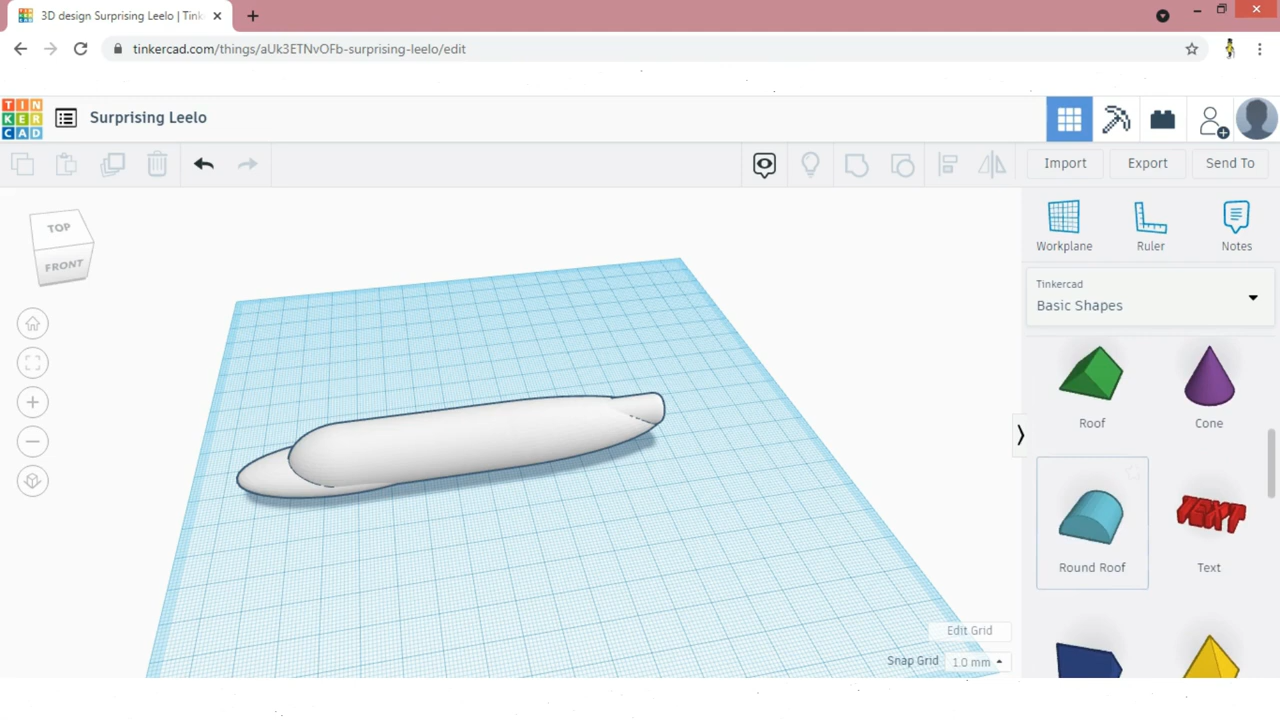 3D design Surprising Leelo | Tink
tinkercad.com/things/aUk3ETNvOFb-surprising-leelo/edit
TIN
KER
CAD
Surprising Leelo
Import
Export
Send To
TOP
FRONT
Workplane
Ruler
Notes
Tinkercad
Basic Shapes
Roof
Cone
TEXT
Round Roof
Text
Edit Grid
Snap Grid
1.0 mm